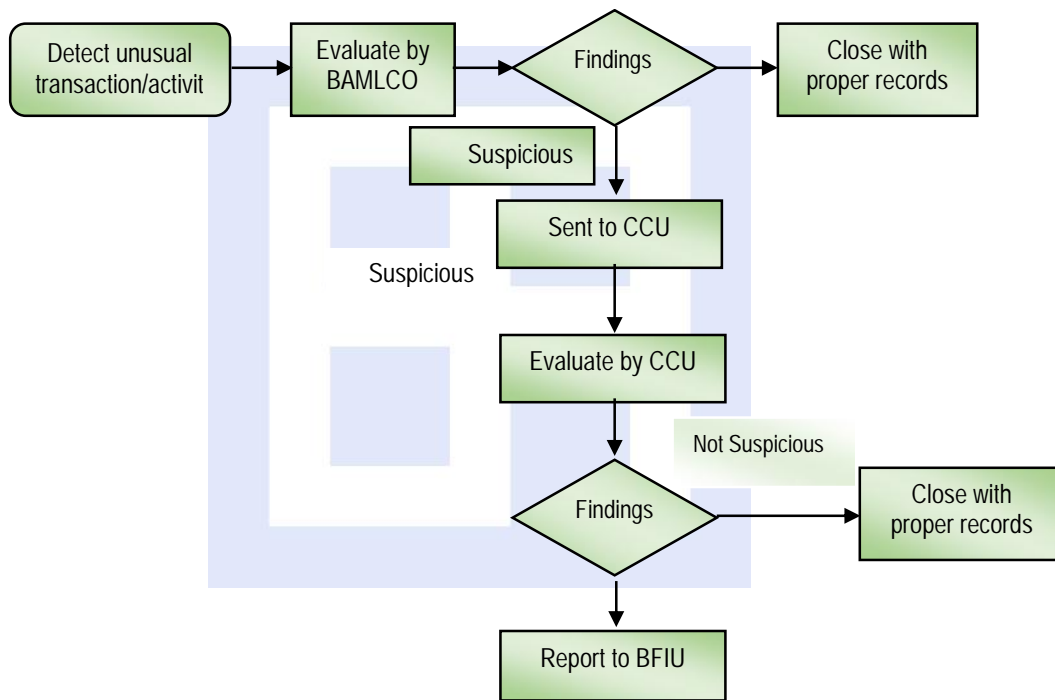 Detect unusual
transaction/activit
Evaluate by
BAMLCO
Findings
Close with
proper records
Suspicious
Sent to CCU
Suspicious
Evaluate by CCU
Not Suspicious
Findings
Close with
proper records
Report to BFIU